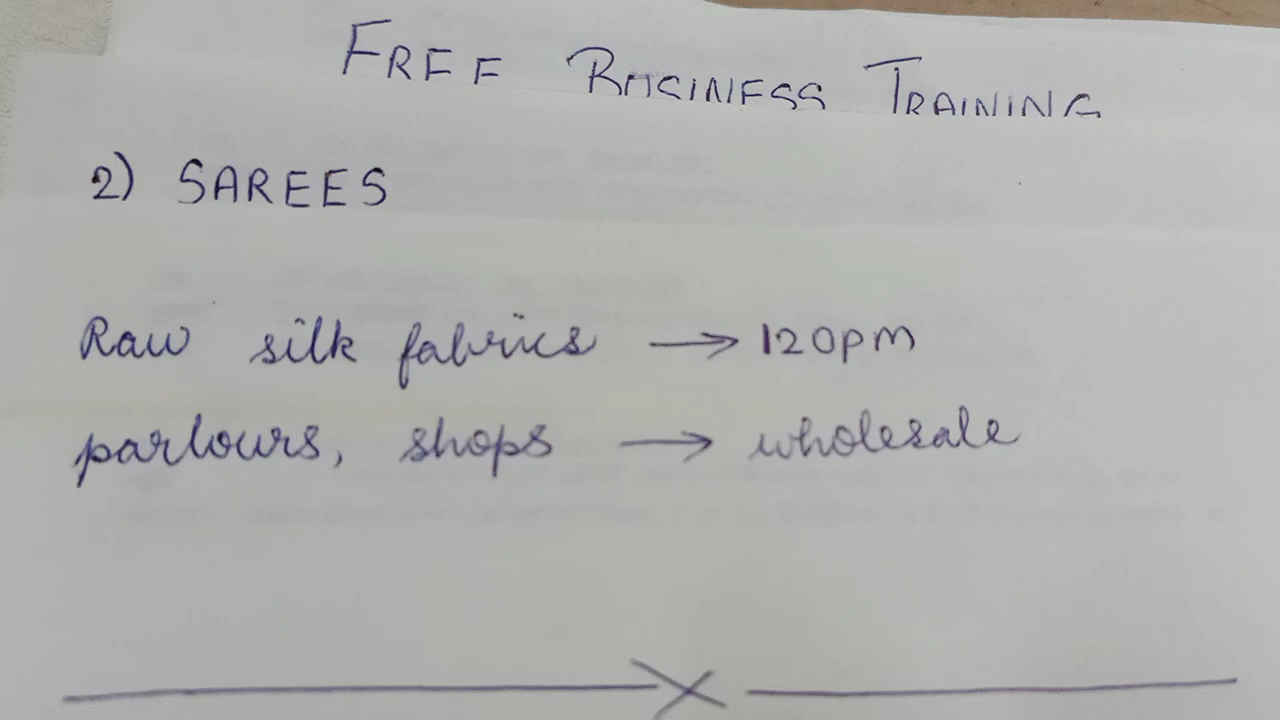 FREE BUSINESS TRAINING
2) SAREES
Raw silk fabrics → 120pm
parlours, shops → wholesale